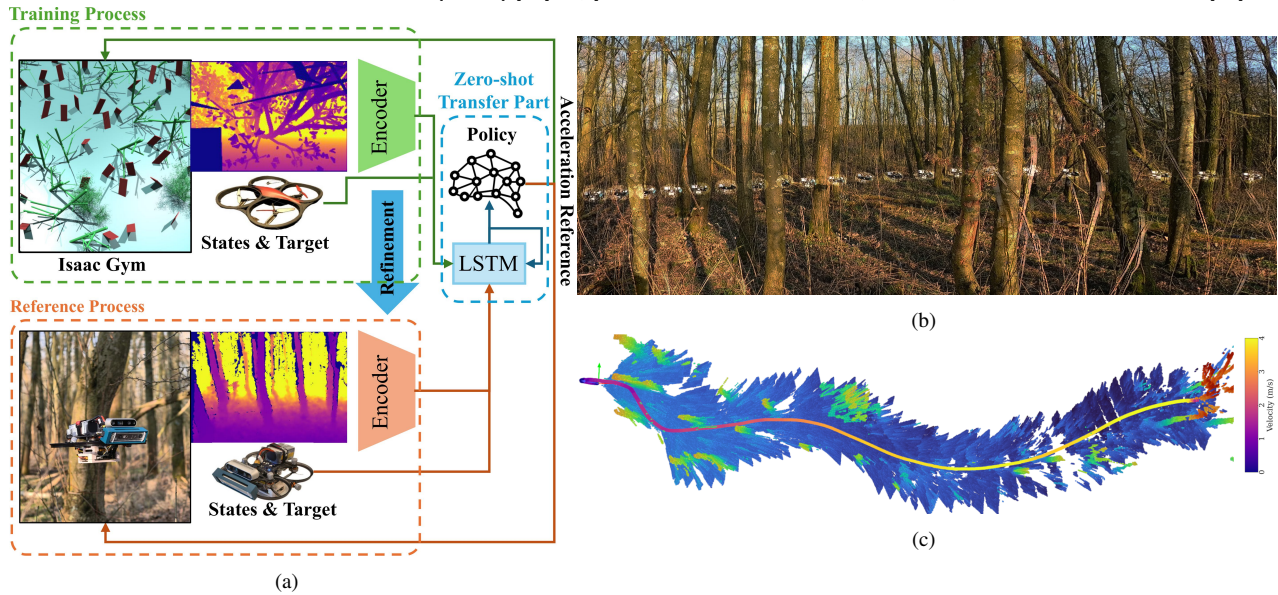 Training Process
Isaac Gym
States & Target
Encoder
Refinement
Zero-shot
Transfer Part
Policy
LSTM
Acceleration Reference
Reference Process
States & Target
Encoder
(a)
(b)
Velocity (m/s)
0
1
2
3
4
(c)